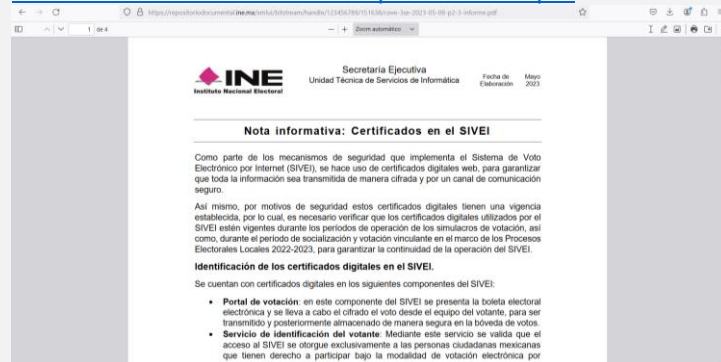 1 de 4
Zoom automático
INE
Instituto Nacional Electoral
Secretaría Ejecutiva
Unidad Técnica de Servicios de Informática
Fecha de Elaboración
Mayo 2023
Nota informativa: Certificados en el SIVEI
Como parte de los mecanismos de seguridad que implementa el Sistema de Voto
Electrónico por Internet (SIVEI), se hace uso de certificados digitales web, para garantizar
que toda la información sea transmitida de manera cifrada y por un canal de comunicación
seguro.
Así mismo, por motivos de seguridad estos certificados digitales tienen una vigencia
establecida, por lo cual, es necesario verificar que los certificados digitales utilizados por el
SIVEI estén vigentes durante los períodos de operación de los simulacros de votación, así
como, durante el periodo de socialización y votación vinculante en el marco de los Procesos
Electorales Locales 2022-2023, para garantizar la continuidad de la operación del SIVEI.
Identificación de los certificados digitales en el SIVEI.
Se cuentan con certificados digitales en los siguientes componentes del SIVEI:
• Portal de votación: en este componente del SIVEI se presenta la boleta electoral
electrónica y se lleva a cabo el cifrado el voto desde el equipo del votante, para ser
transmitido y posteriormente almacenado de manera segura en la bóveda de votos.
• Servicio de identificación del votante: Mediante este servicio se valida que el
acceso al SIVEI se otorgue exclusivamente a las personas ciudadanas mexicanas
que tienen derecho a participar bajo la modalidad de votación electrónica por